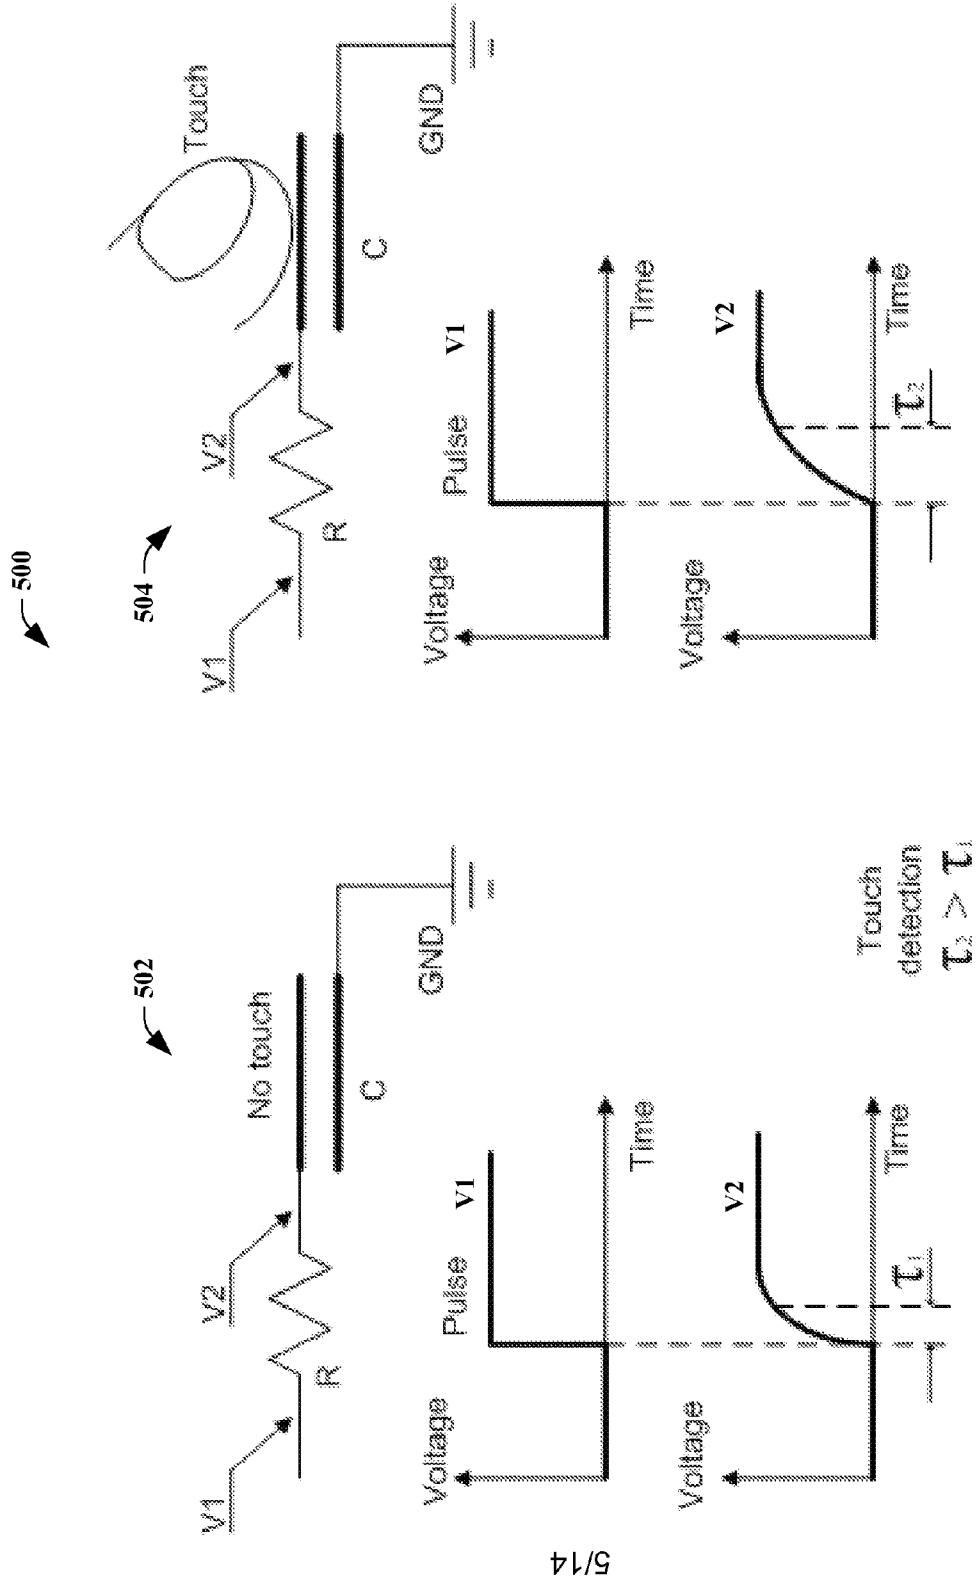 500
502
No touch
V1
V2
R
C
GND
Voltage
Pulse
V1
Time
Voltage
V2
Time
τ1
Touch
detection
τ2 > τ1
504
Touch
V1
V2
R
C
GND
Voltage
Pulse
V1
Time
Voltage
V2
Time
τ2
5/14